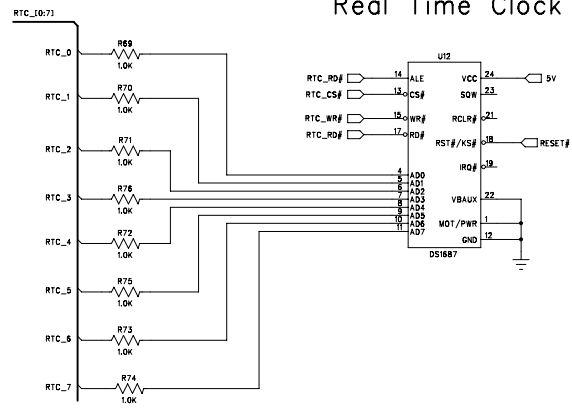 Real Time Clock
RTC_[0:7]
RTC_0 R69 1.0K
RTC_1 R70 1.0K
RTC_2 R71 1.0K
RTC_3 R76 1.0K
RTC_4 R72 1.0K
RTC_5 R75 1.0K
RTC_6 R73 1.0K
RTC_7 R74 1.0K
U12
RTC_RD# 14 ALE VCC 24 5V
RTC_CS# 13 CS# SQW 23
RTC_WR# 15 WR# RCLR# 21
RTC_RD# 17 RD# RST#/KS# 18 RESET#
IRQ# 19
4 AD0
5 AD1
6 AD2
7 AD3 VBAUX 22
8 AD4
9 AD5
10 AD6 MOT/PWR 1
11 AD7 GND 12
DS1687